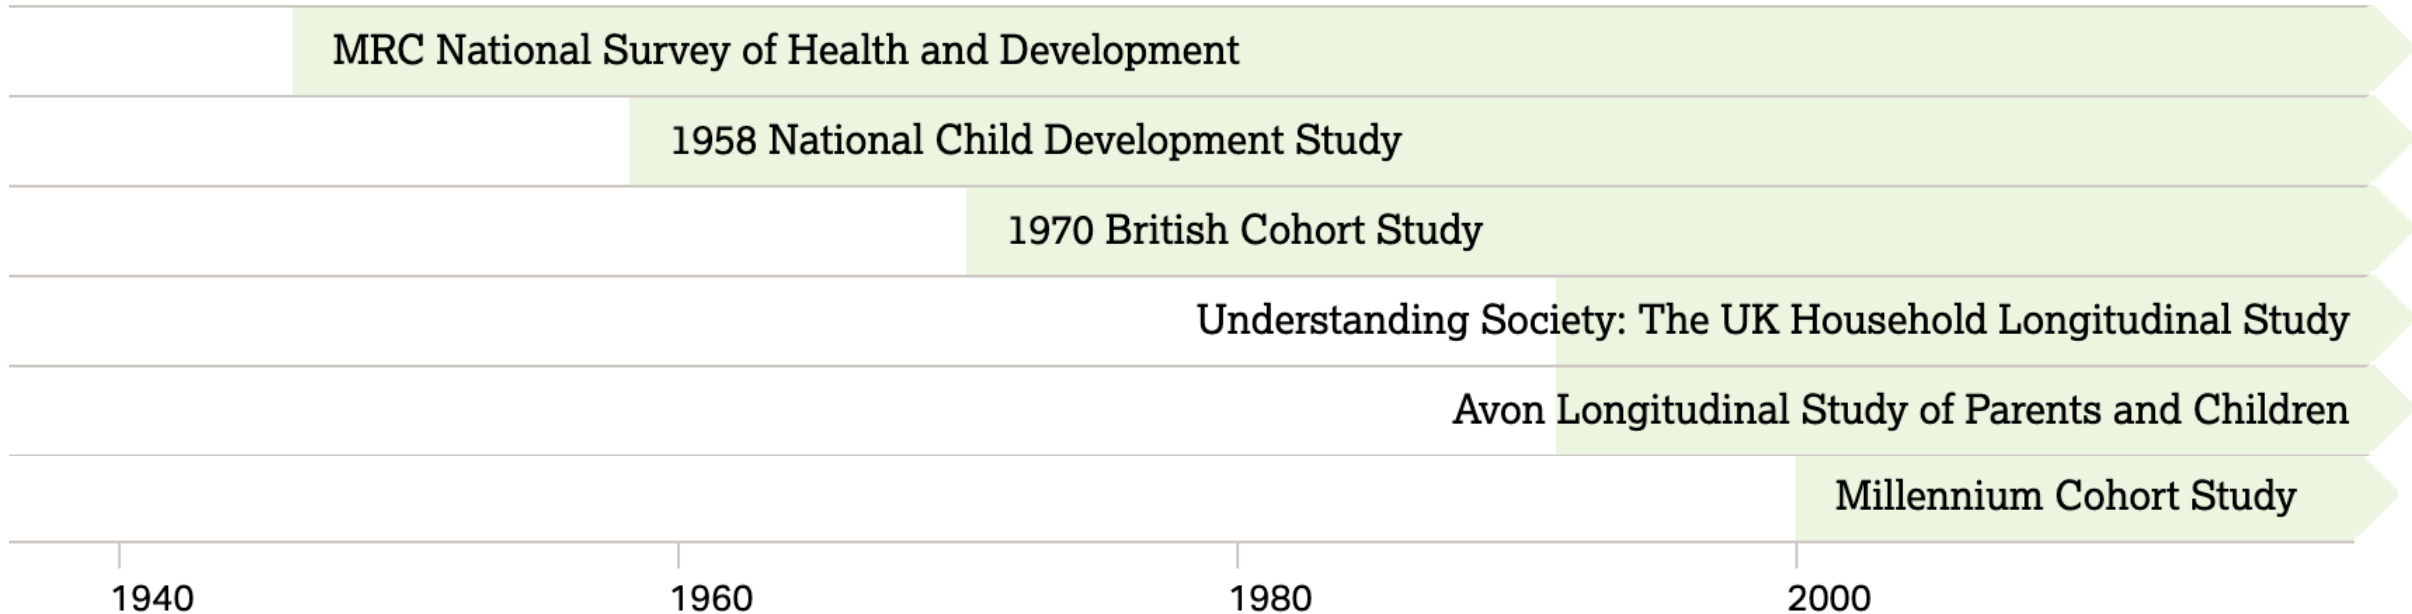 MRC National Survey of Health and Development
1958 National Child Development Study
1970 British Cohort Study
Understanding Society: The UK Household Longitudinal Study
Avon Longitudinal Study of Parents and Children
Millennium Cohort Study
1940 1960 1980 2000